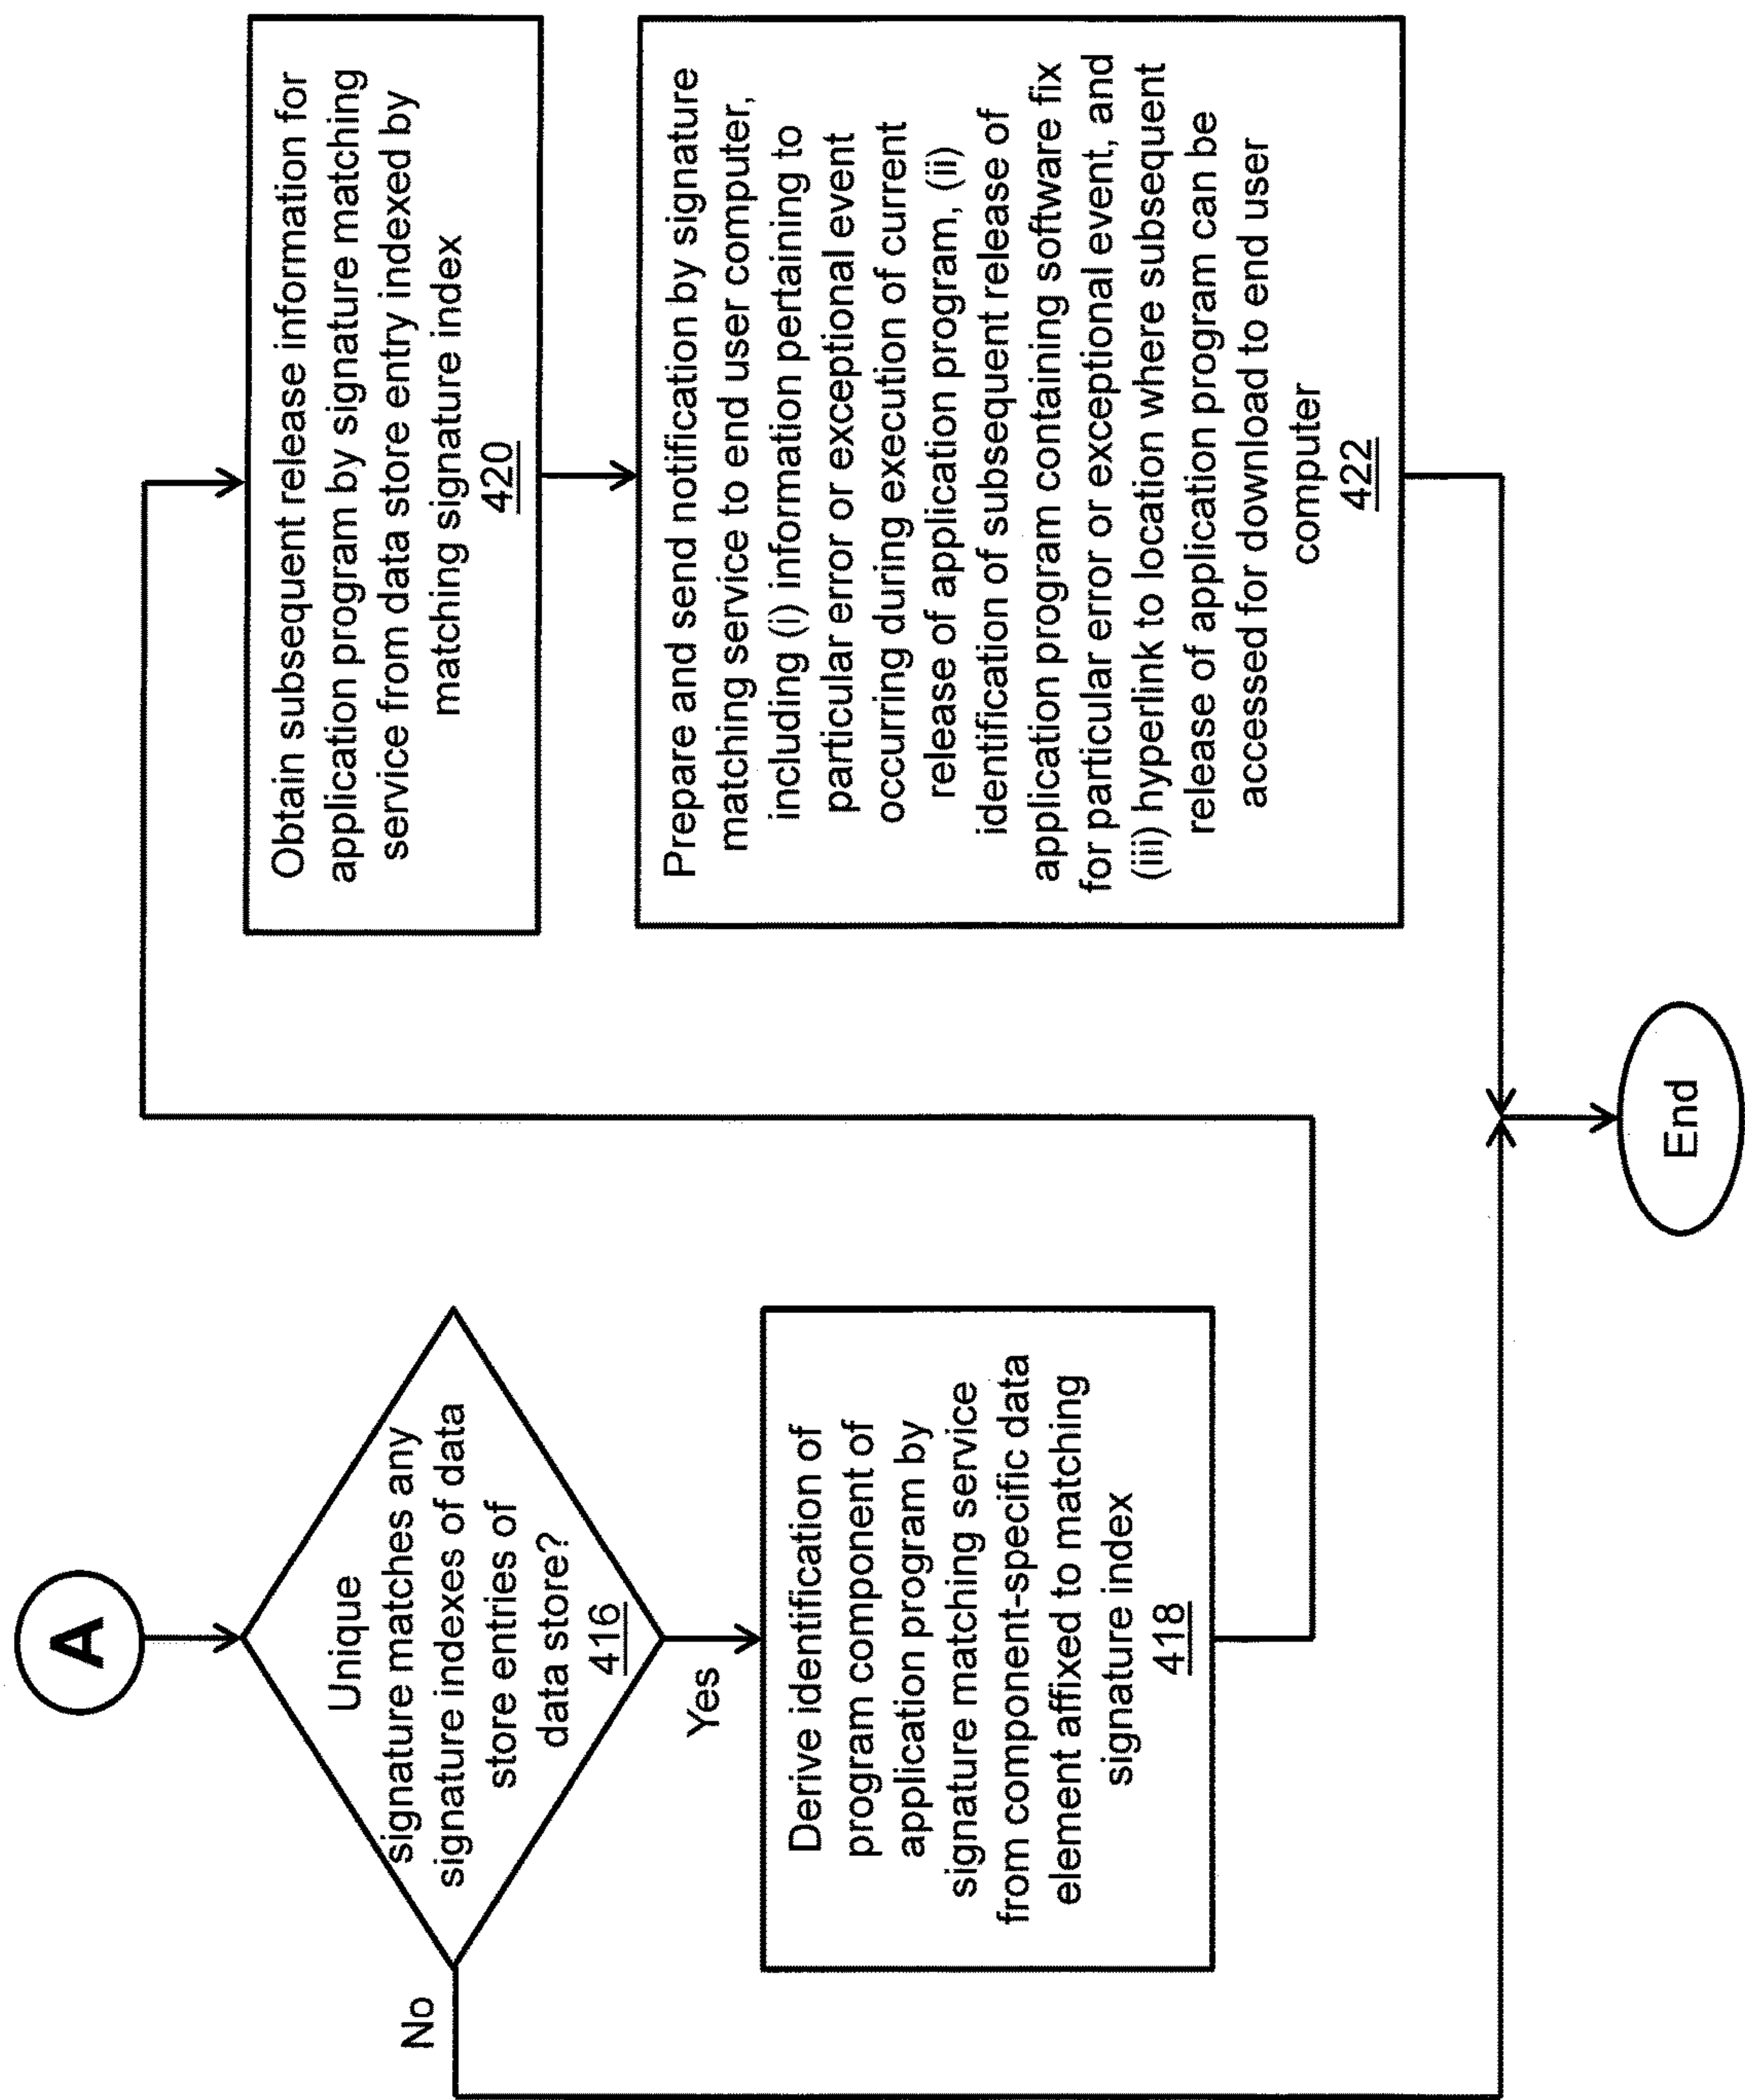 A
Unique
signature matches any
signature indexes of data
store entries of
data store?
416
No
Yes
Derive identification of
program component of
application program by
signature matching service
from component-specific data
element affixed to matching
signature index
418
Obtain subsequent release information for
application program by signature matching
service from data store entry indexed by
matching signature index
420
Prepare and send notification by signature
matching service to end user computer,
including (i) information pertaining to
particular error or exceptional event
occurring during execution of current
release of application program, (ii)
identification of subsequent release of
application program containing software fix
for particular error or exceptional event, and
(iii) hyperlink to location where subsequent
release of application program can be
accessed for download to end user
computer
422
End